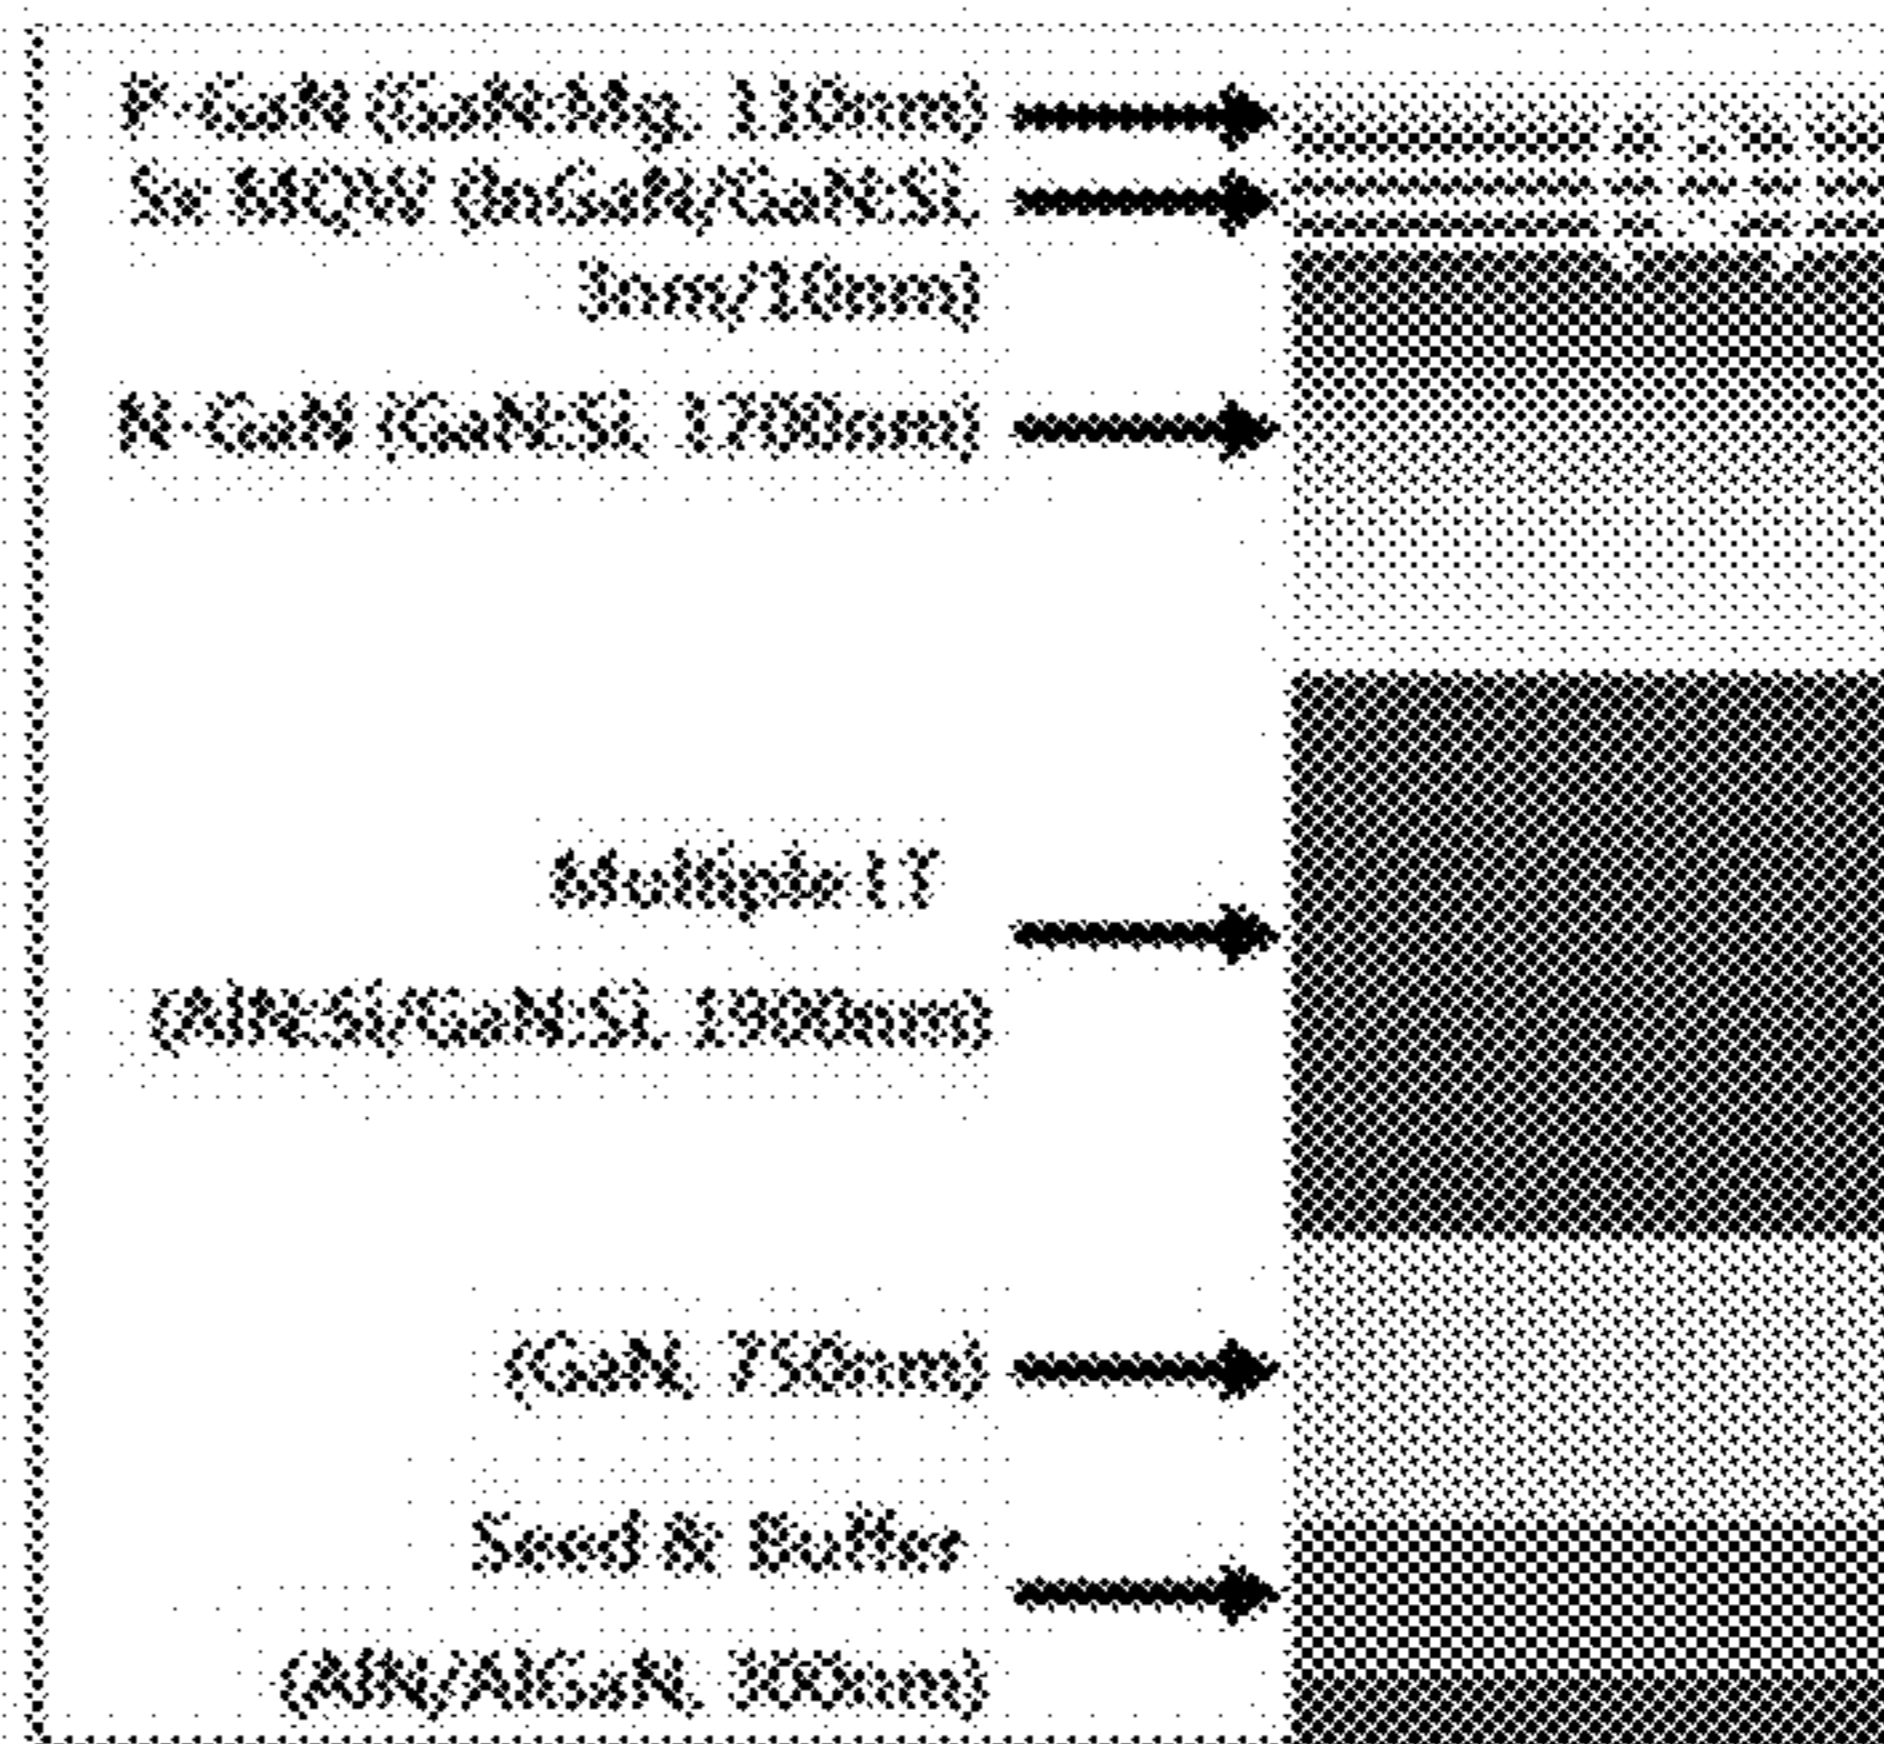 P-GaN (GaN:Mg, 110nm)
5x MQW (InGaN/GaN:Si,
3nm/10nm)
N-GaN (GaN:Si, 1700nm)
Multiple
(AlN:Si/GaN:Si, 1900nm)
(GaN, 750nm)
Seed & Buffer
(AlN/AlGaN, 300nm)